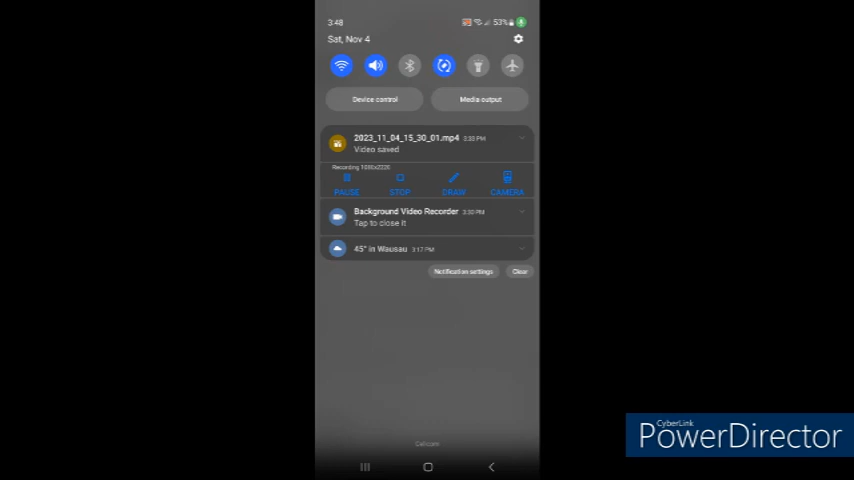 3:48 53%
Sat, Nov 4
Device control Media output
2023_11_04_15_30_01.mp4 3:33 PM
Video saved
Recording 1080x2220
PAUSE STOP DRAW CAMERA
Background Video Recorder 3:30 PM
Tap to close it
45° in Wausau 3:17 PM
Notification settings Clear
Cellcom
CyberLink
PowerDirector